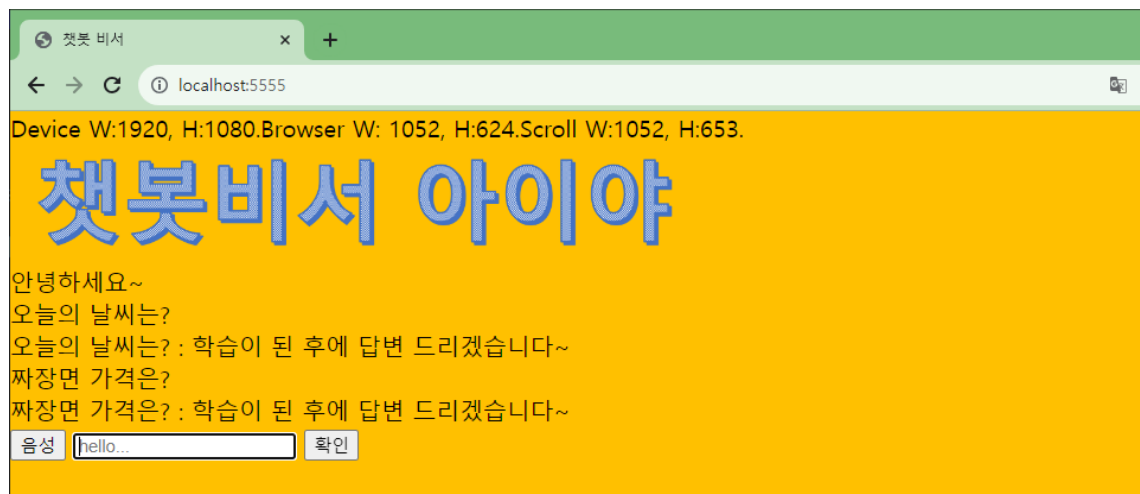 챗봇 비서
localhost:5555
Device W:1920, H:1080.Browser W: 1052, H:624.Scroll W:1052, H:653.
챗봇비서 아이야
안녕하세요~
오늘의 날씨는?
오늘의 날씨는? : 학습이 된 후에 답변 드리겠습니다~
짜장면 가격은?
짜장면 가격은? : 학습이 된 후에 답변 드리겠습니다~
음성 hello... 확인